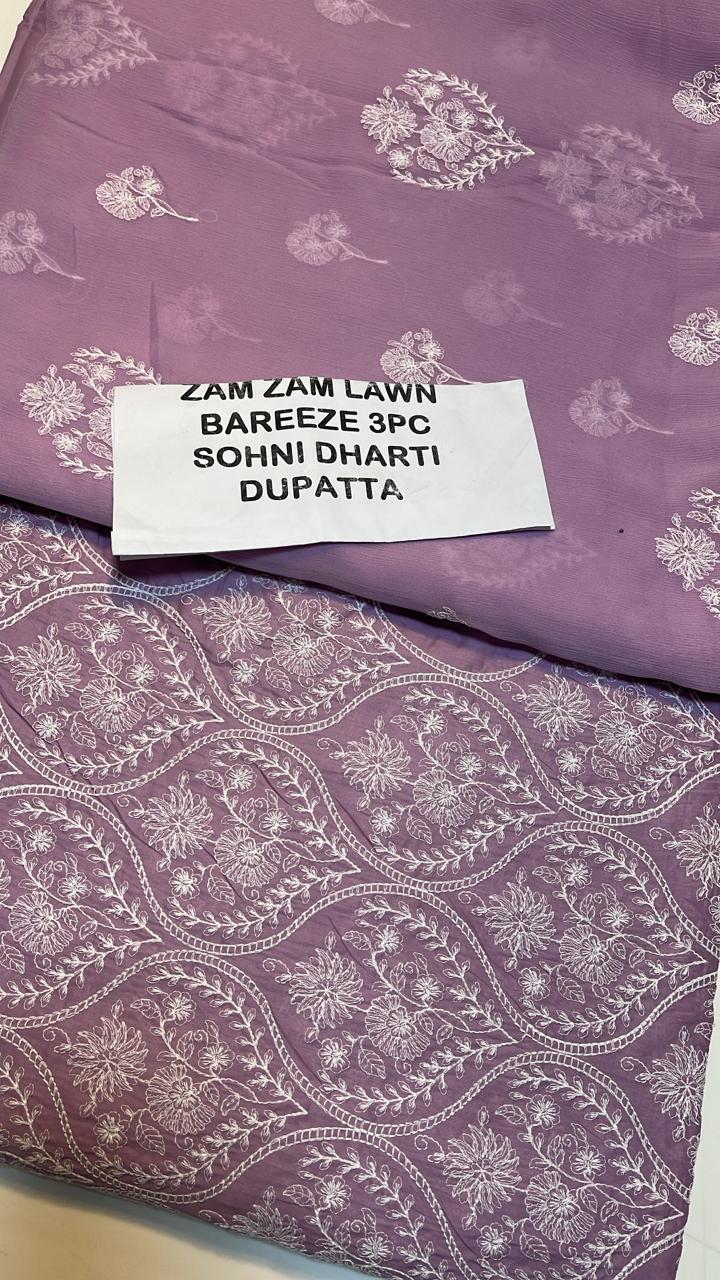 ZAM ZAM LAWN
BAREEZE 3PC
SOHNI DHARTI
DUPATTA